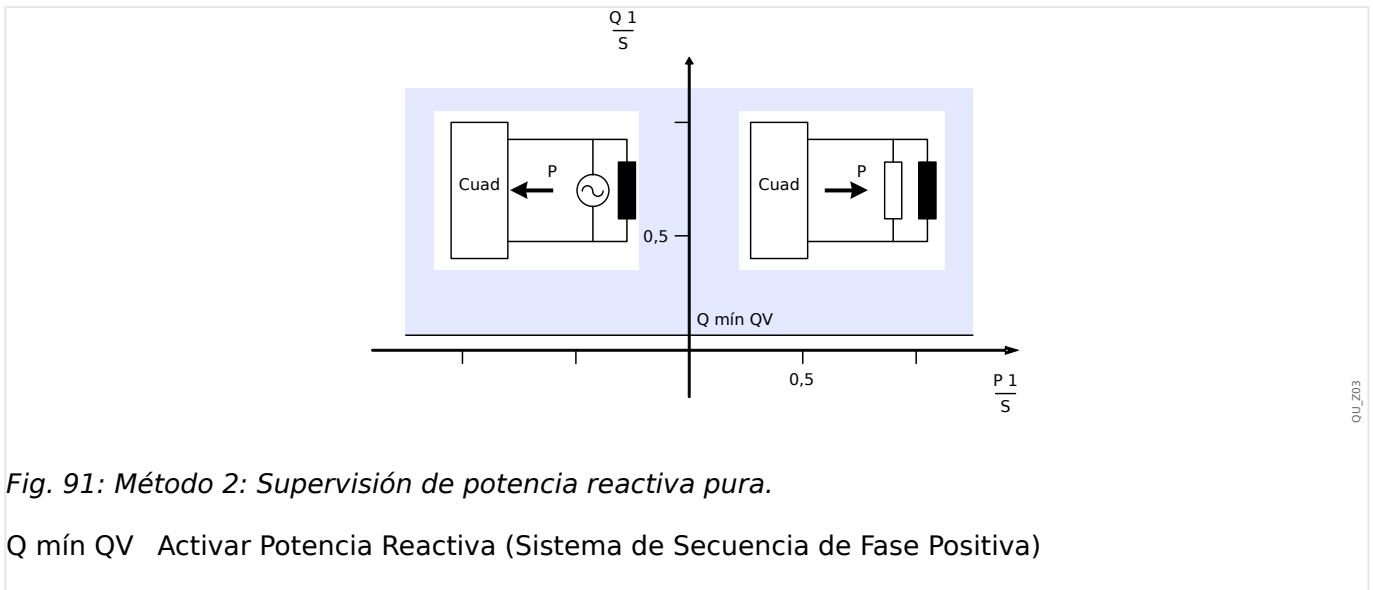 Q 1
S
Cuad
P
Cuad
P
0,5
Q mín QV
0,5
P 1
S
QU_Z03
Fig. 91: Método 2: Supervisión de potencia reactiva pura.
Q mín QV Activar Potencia Reactiva (Sistema de Secuencia de Fase Positiva)